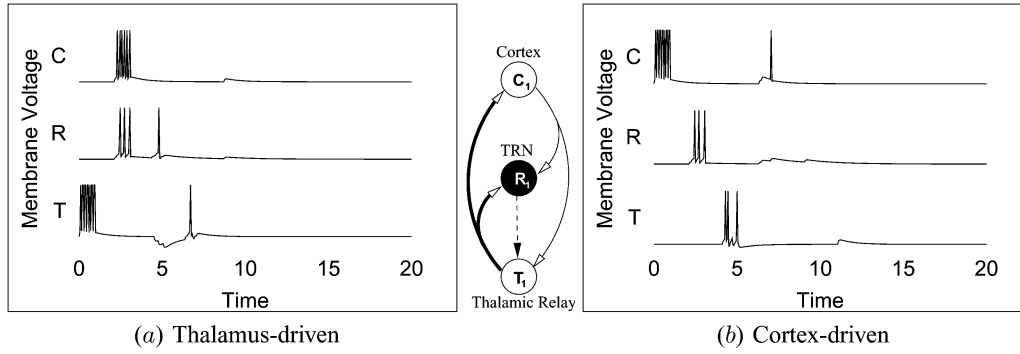 Membrane Voltage
C
R
T
0 5 10 15 20
Time
(a) Thalamus-driven
Cortex
C1
TRN
R1
T1
Thalamic Relay
Membrane Voltage
C
R
T
0 5 10 15 20
Time
(b) Cortex-driven